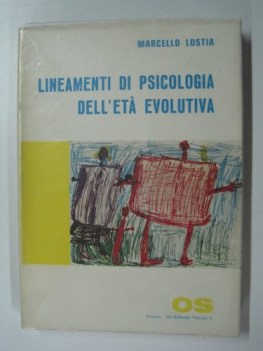 MARCELLO LOSTIA
LINEAMENTI DI PSICOLOGIA
DELL'ETÀ EVOLUTIVA
OS